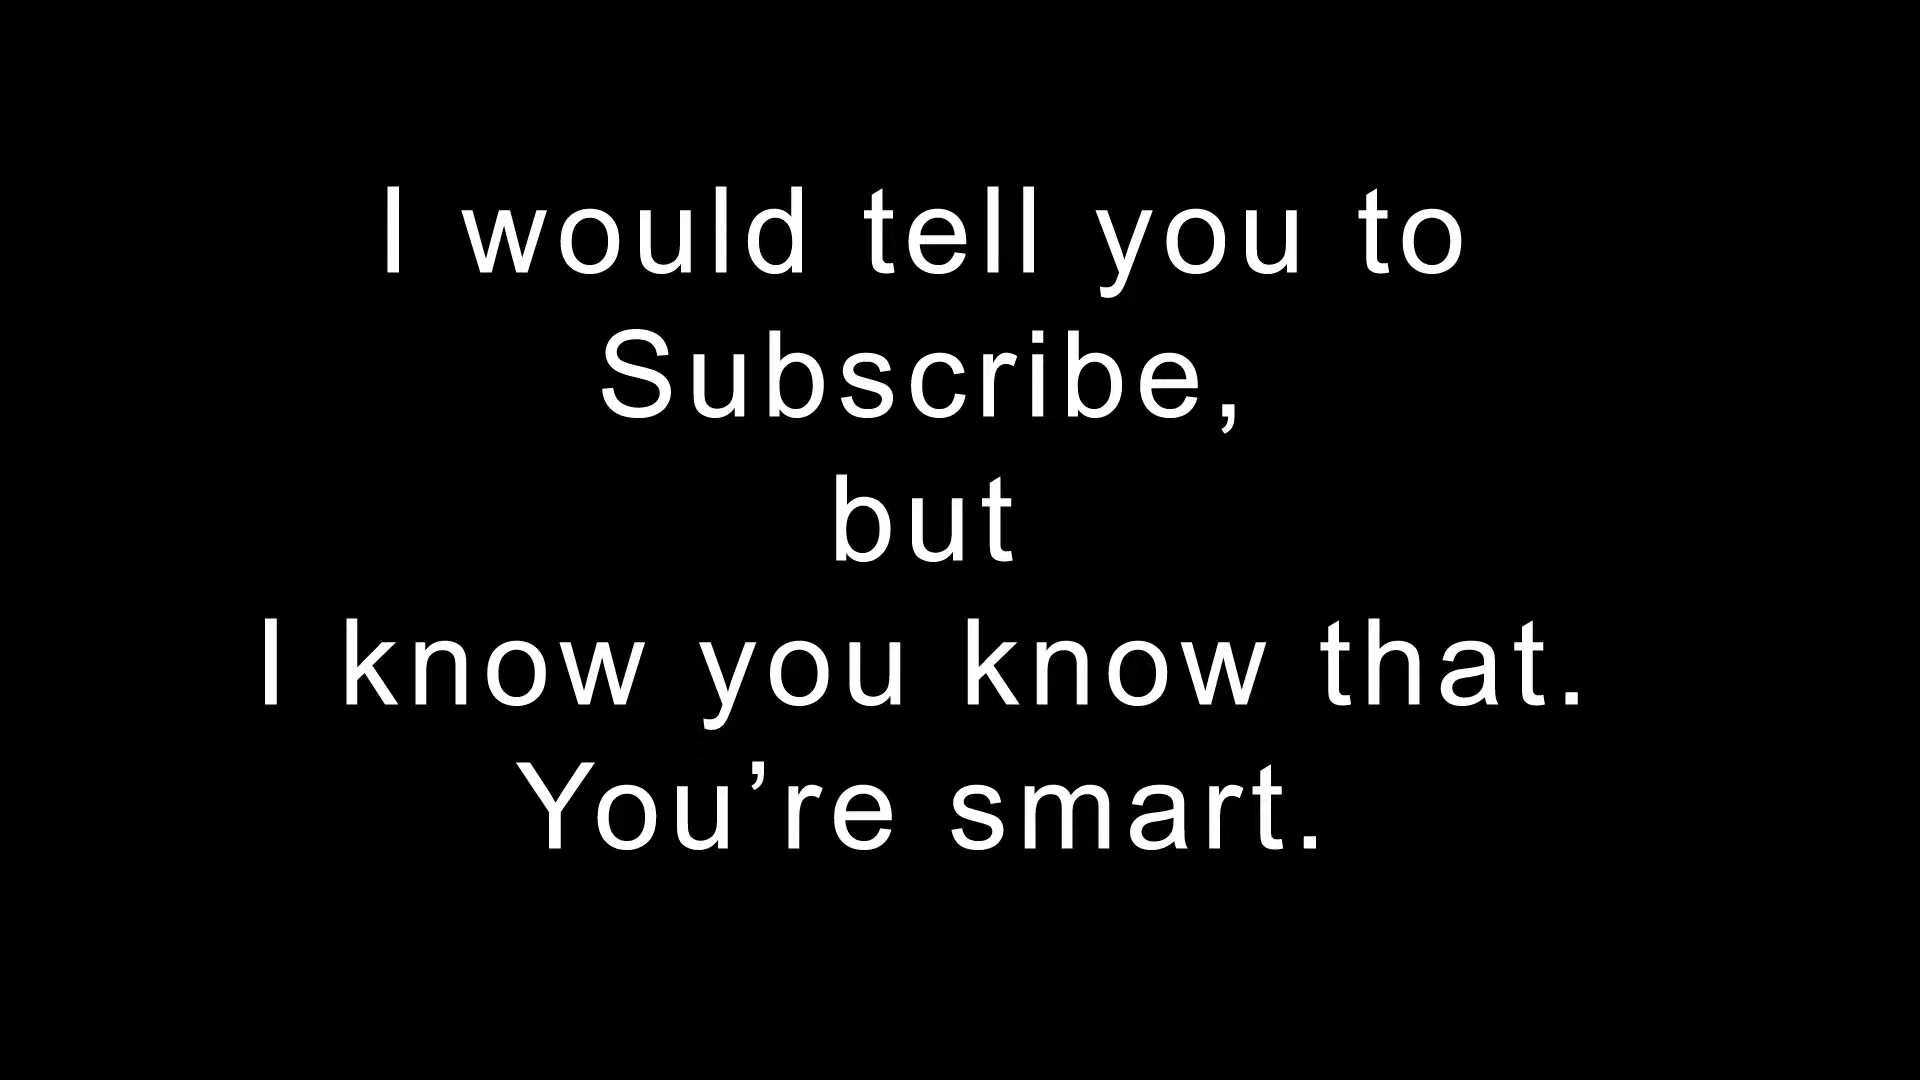 I would tell you to
Subscribe,
but
I know you know that.
You’re smart.